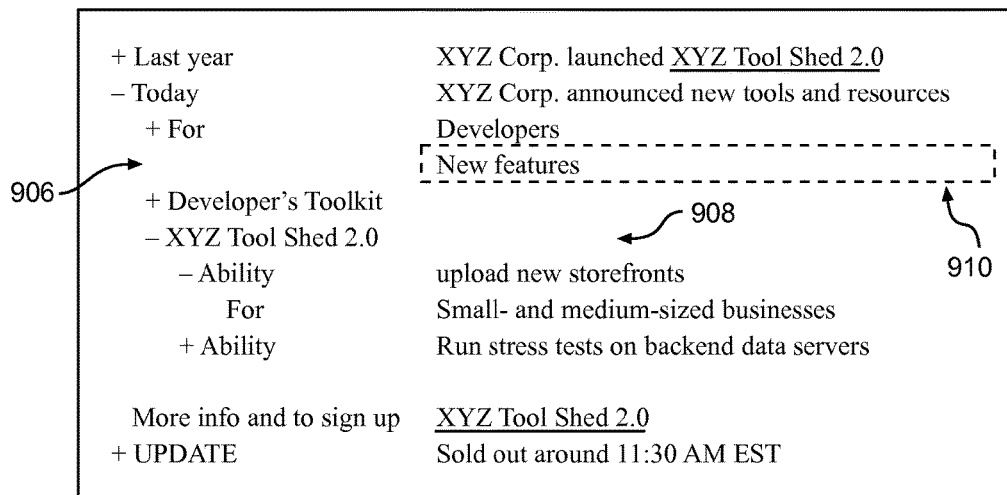 + Last year XYZ Corp. launched XYZ Tool Shed 2.0
– Today XYZ Corp. announced new tools and resources
+ For Developers
New features
906
+ Developer's Toolkit
908
– XYZ Tool Shed 2.0
910
– Ability upload new storefronts
For Small- and medium-sized businesses
+ Ability Run stress tests on backend data servers
More info and to sign up XYZ Tool Shed 2.0
+ UPDATE Sold out around 11:30 AM EST